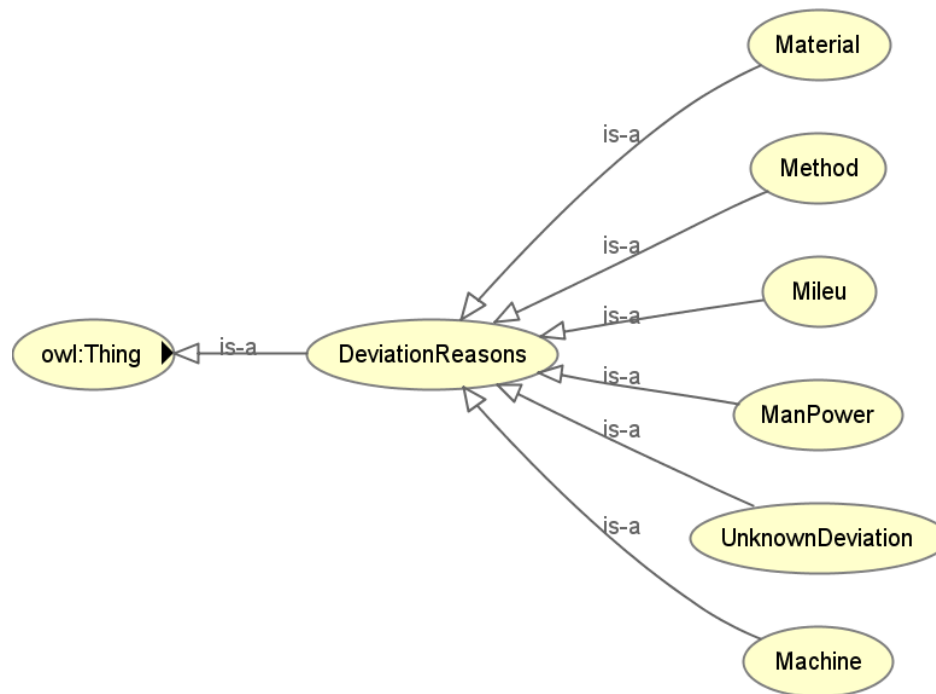 Material
is-a
Method
is-a
Mileu
is-a
owl:Thing
is-a
DeviationReasons
is-a
ManPower
is-a
UnknownDeviation
is-a
Machine